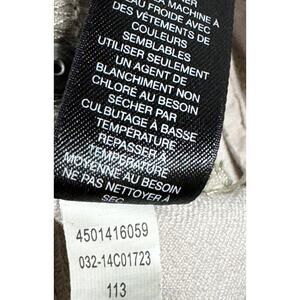 LA MACHINE À
EAU FROIDE AVEC
DES VÊTEMENTS DE
COULEURS
SEMBLABLES
UTILISER SEULEMENT
UN AGENT DE
BLANCHIMENT NON
CHLORÉ AU BESOIN
SÉCHER PAR
CULBUTAGE À BASSE
TEMPÉRATURE
REPASSER À
TEMPÉRATURE
MOYENNE AU BESOIN
NE PAS NETTOYER À
SEC
4501416059
032-14C01723
113